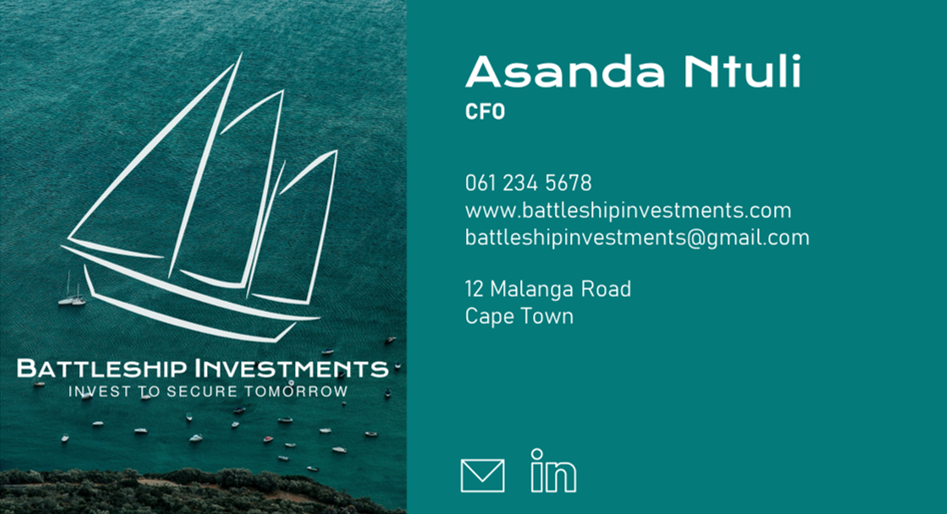 BATTLESHIP INVESTMENTS
INVEST TO SECURE TOMORROW
Asanda Ntuli
CFO
061 234 5678
www.battleshipinvestments.com
battleshipinvestments@gmail.com
12 Malanga Road
Cape Town
in